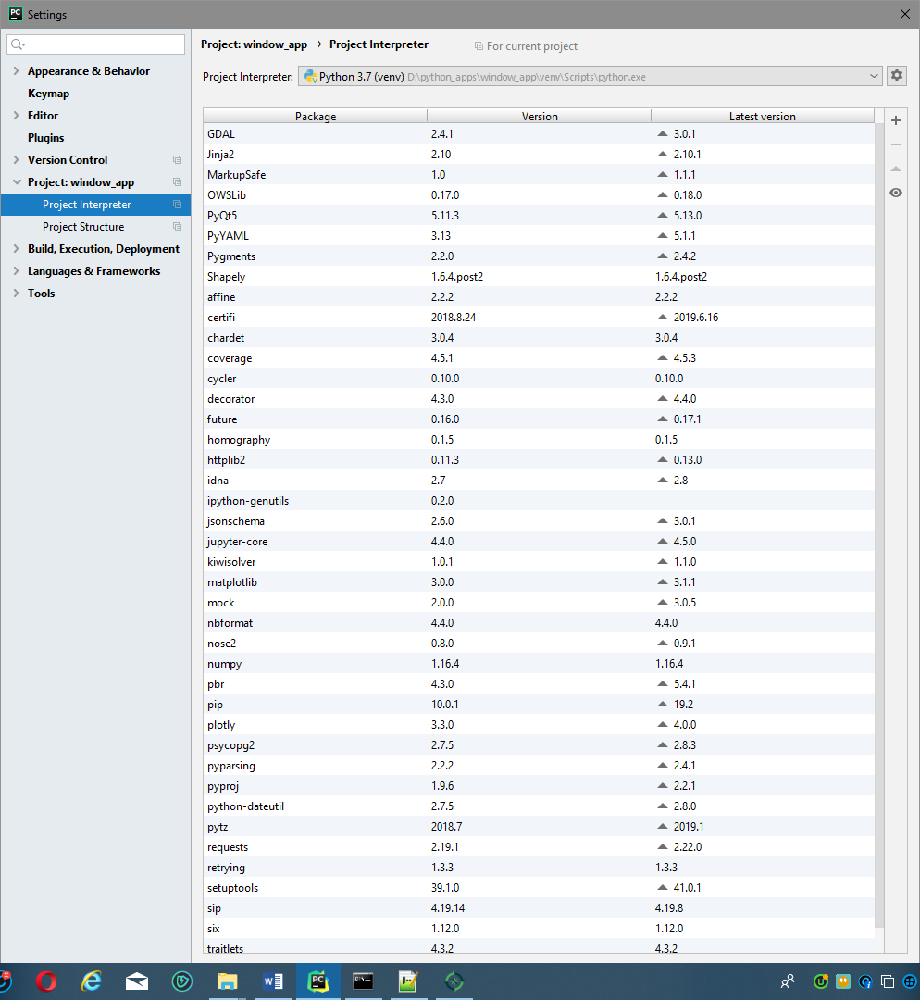 PC Settings
Project: window_app › Project Interpreter For current project
Appearance & Behavior
Keymap
Editor
Plugins
Version Control
Project: window_app
Project Interpreter
Project Structure
Build, Execution, Deployment
Languages & Frameworks
Tools
Project Interpreter: Python 3.7 (venv) D:\python_apps\window_app\venv\Scripts\python.exe
Package Version Latest version
GDAL 2.4.1 3.0.1
Jinja2 2.10 2.10.1
MarkupSafe 1.0 1.1.1
OWSLib 0.17.0 0.18.0
PyQt5 5.11.3 5.13.0
PyYAML 3.13 5.1.1
Pygments 2.2.0 2.4.2
Shapely 1.6.4.post2 1.6.4.post2
affine 2.2.2 2.2.2
certifi 2018.8.24 2019.6.16
chardet 3.0.4 3.0.4
coverage 4.5.1 4.5.3
cycler 0.10.0 0.10.0
decorator 4.3.0 4.4.0
future 0.16.0 0.17.1
homography 0.1.5 0.1.5
httplib2 0.11.3 0.13.0
idna 2.7 2.8
ipython-genutils 0.2.0
jsonschema 2.6.0 3.0.1
jupyter-core 4.4.0 4.5.0
kiwisolver 1.0.1 1.1.0
matplotlib 3.0.0 3.1.1
mock 2.0.0 3.0.5
nbformat 4.4.0 4.4.0
nose2 0.8.0 0.9.1
numpy 1.16.4 1.16.4
pbr 4.3.0 5.4.1
pip 10.0.1 19.2
plotly 3.3.0 4.0.0
psycopg2 2.7.5 2.8.3
pyparsing 2.2.2 2.4.1
pyproj 1.9.6 2.2.1
python-dateutil 2.7.5 2.8.0
pytz 2018.7 2019.1
requests 2.19.1 2.22.0
retrying 1.3.3 1.3.3
setuptools 39.1.0 41.0.1
sip 4.19.14 4.19.8
six 1.12.0 1.12.0
traitlets 4.3.2 4.3.2
PC